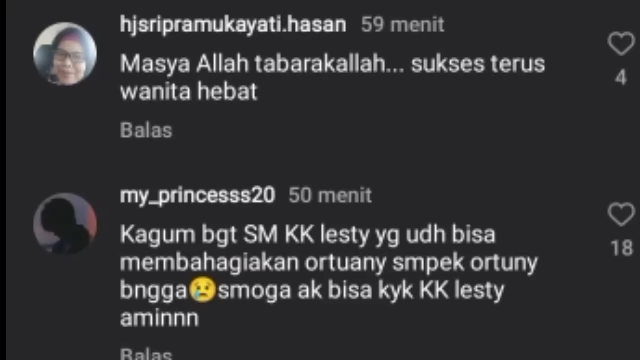 hjsripramukayati.hasan 59 menit
Masya Allah tabarakallah... sukses terus
wanita hebat
4
Balas
my_princesss20 50 menit
Kagum bgt SM KK lesty yg udh bisa
membahagiakan ortuany smpek ortuny
bngga😢smoga ak bisa kyk KK lesty
aminnn
18
Balas